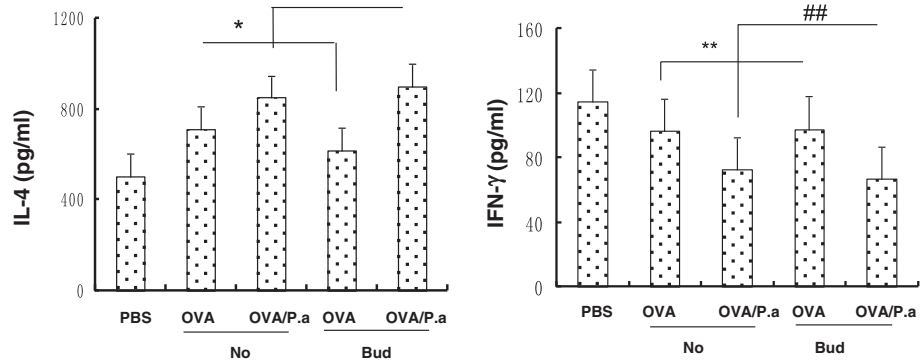 IL-4 (pg/ml)
1200
800
400
0
*
PBS OVA OVA/P.a OVA OVA/P.a
No Bud
IFN-γ (pg/ml)
160
120
80
40
0
**
##
PBS OVA OVA/P.a OVA OVA/P.a
No Bud